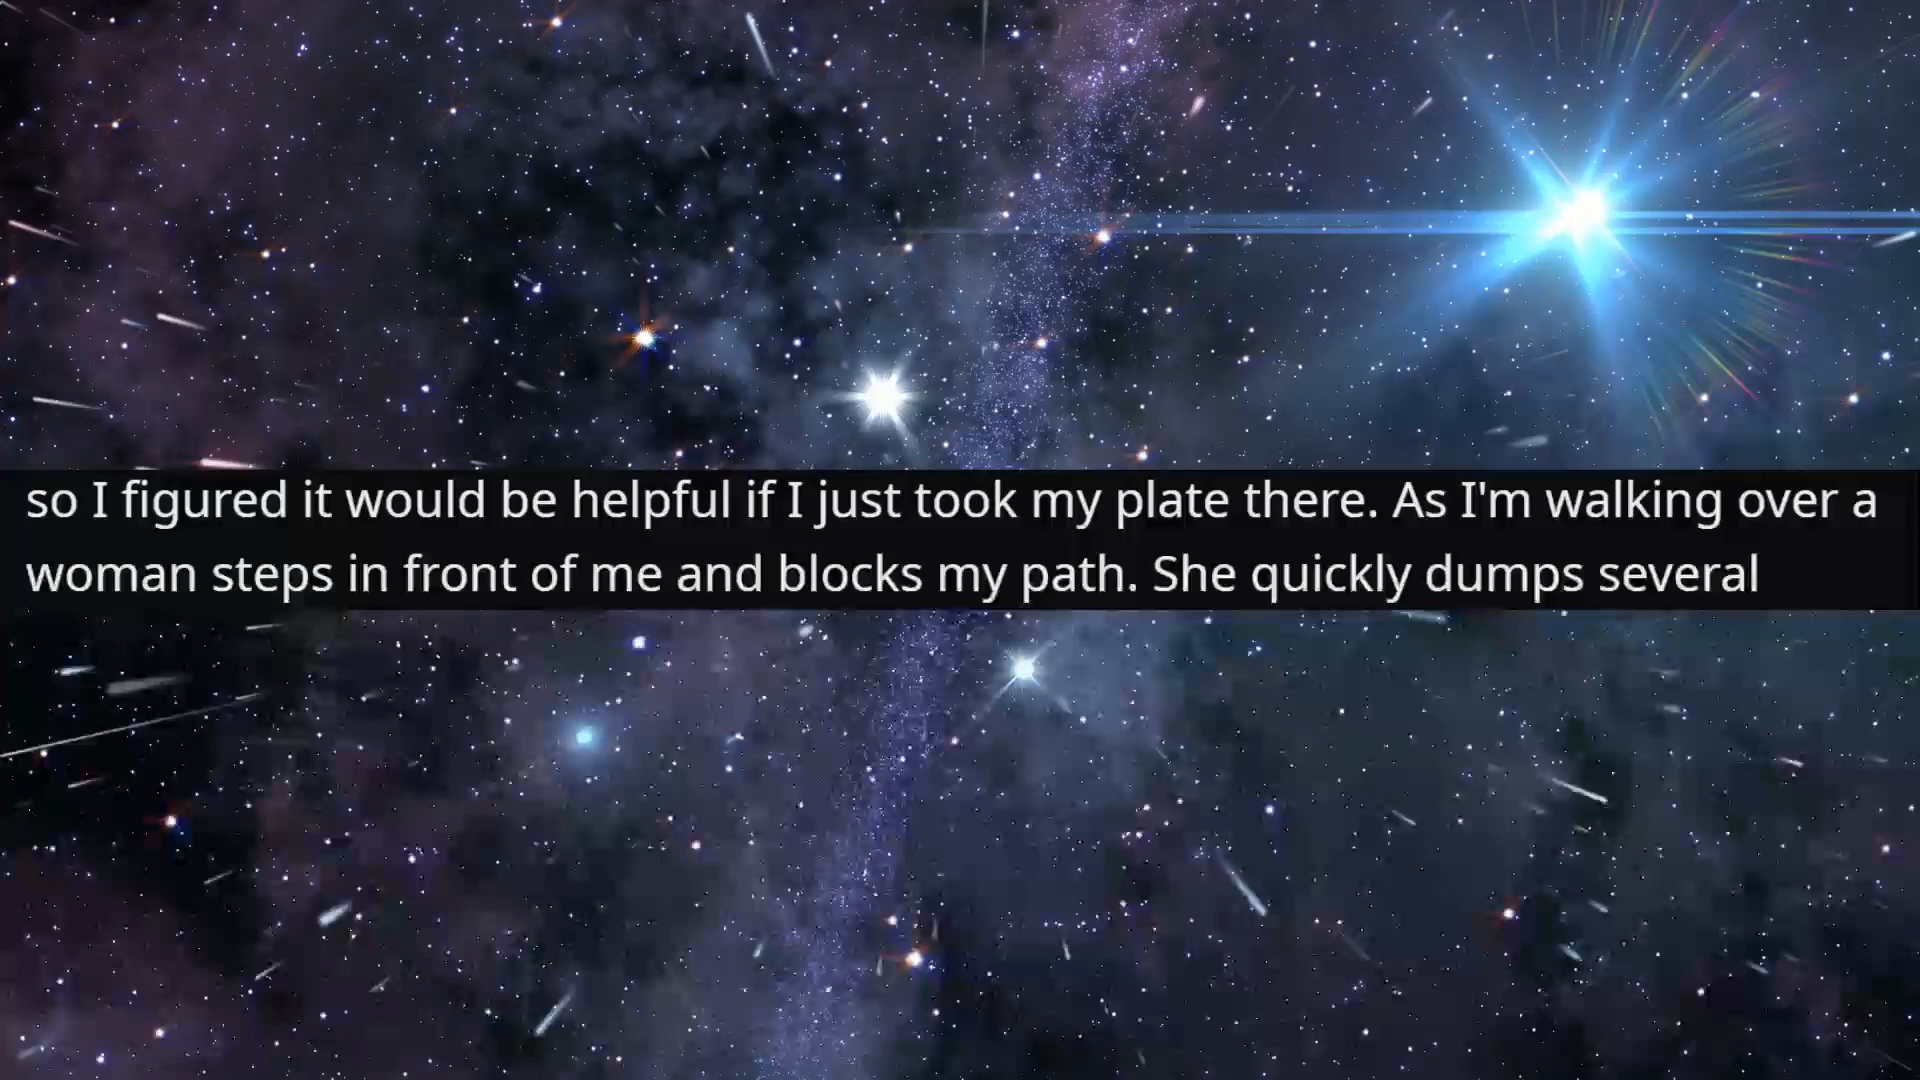 so I figured it would be helpful if I just took my plate there. As I'm walking over a
woman steps in front of me and blocks my path. She quickly dumps several